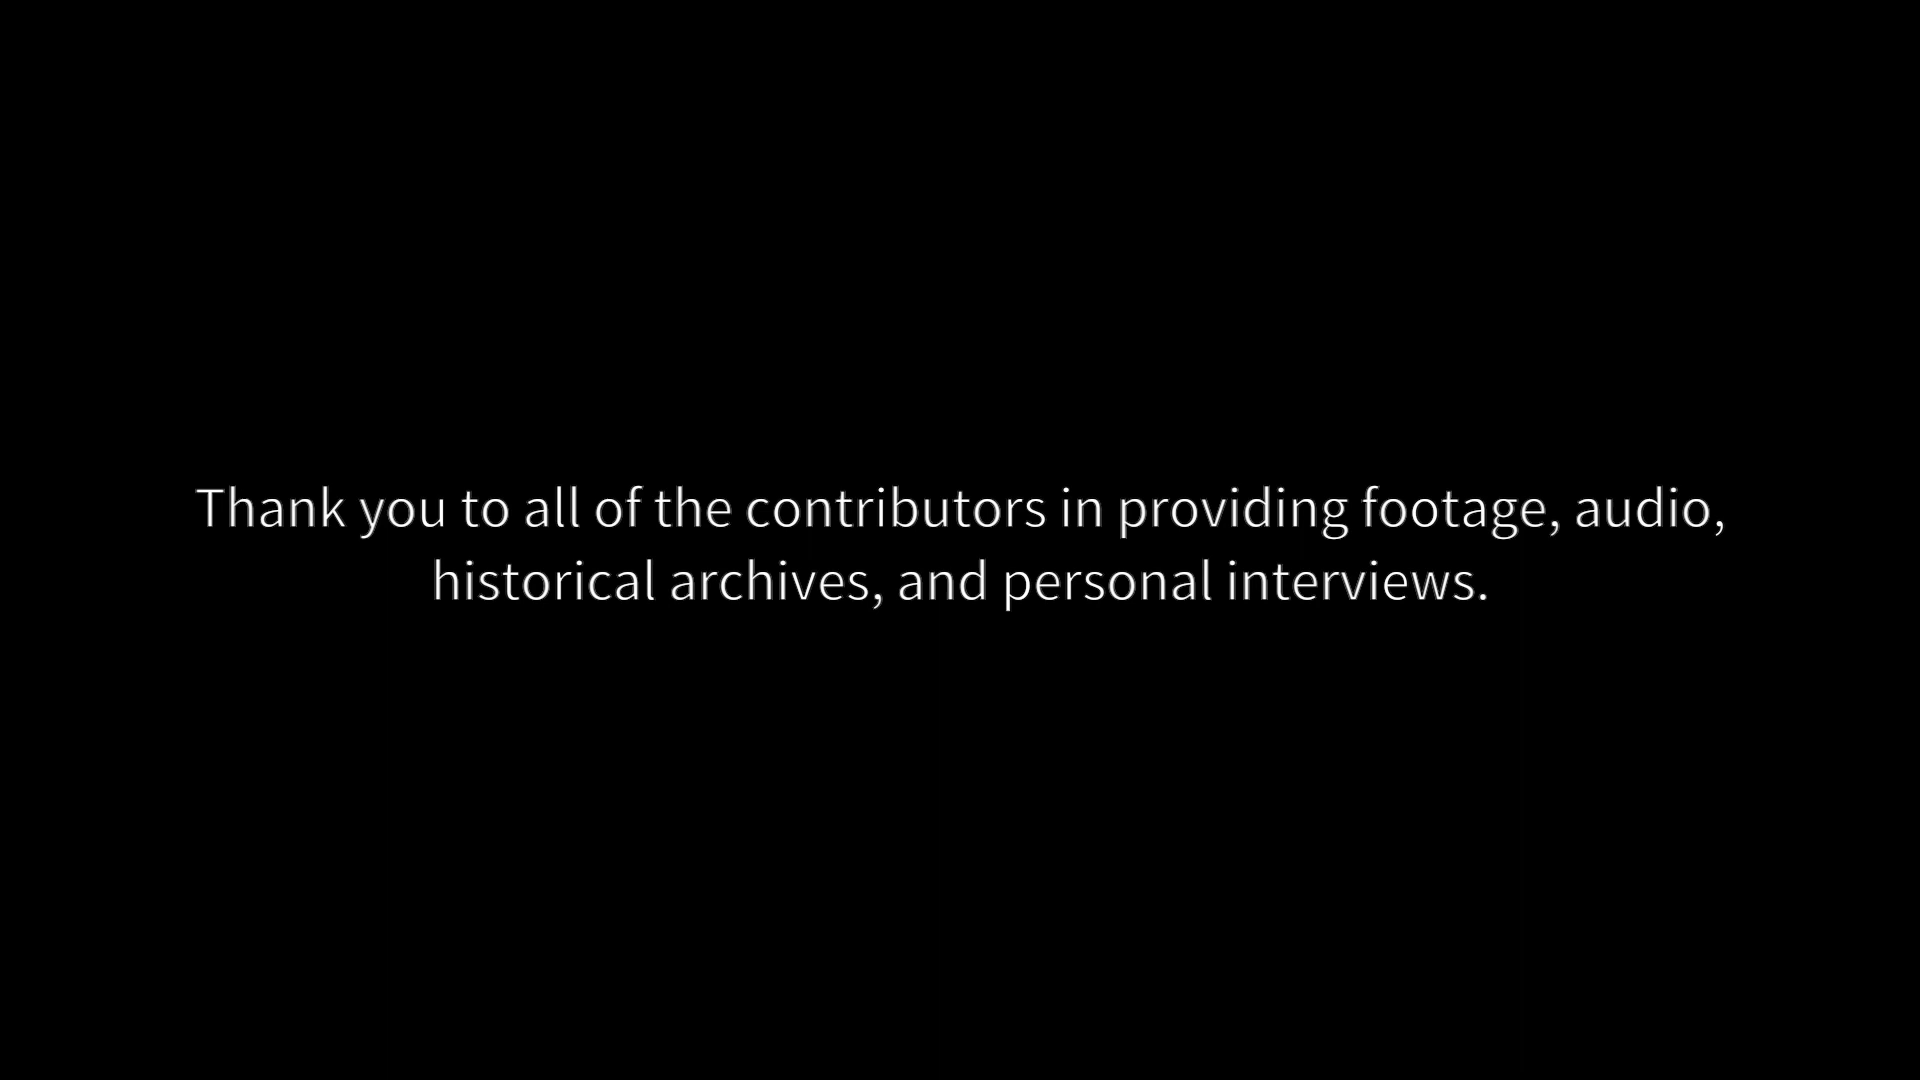 Thank you to all of the contributors in providing footage, audio,
historical archives, and personal interviews.